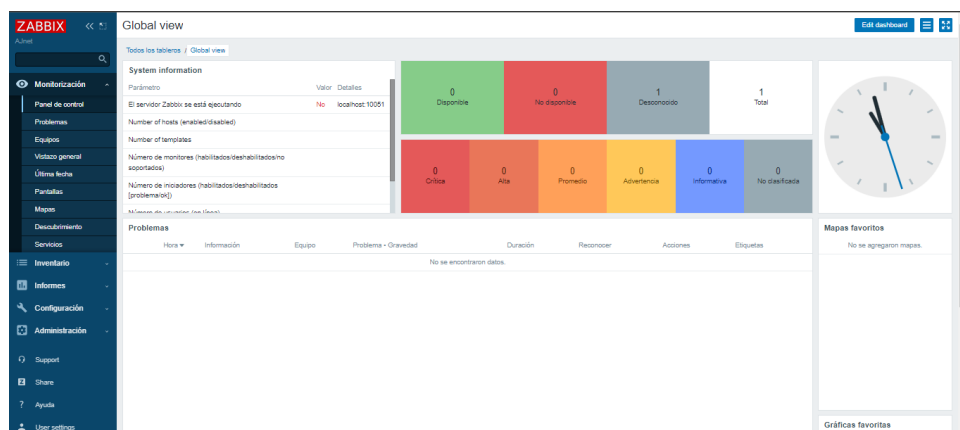 ZABBIX
AJnet
Monitorización
Panel de control
Problemas
Equipos
Vistazo general
Última fecha
Pantallas
Mapas
Descubrimiento
Servicios
Inventario
Informes
Configuración
Administración
Support
Share
Ayuda
User settings
Global view
Edit dashboard
Todos los tableros / Global view
System information
Parámetro Valor Detalles
El servidor Zabbix se está ejecutando No localhost:10051
Number of hosts (enabled/disabled)
Number of templates
Número de monitores (habilitados/deshabilitados/no
soportados)
Número de iniciadores (habilitados/deshabilitados
[problema/ok])
Número de usuarios (en línea)
0 Disponible
0 No disponible
1 Desconocido
1 Total
0 Crítica
0 Alta
0 Promedio
0 Advertencia
0 Informativa
0 No clasificada
Problemas
Hora Información Equipo Problema - Gravedad Duración Reconocer Acciones Etiquetas
No se encontraron datos.
Mapas favoritos
No se agregaron mapas.
Gráficas favoritas